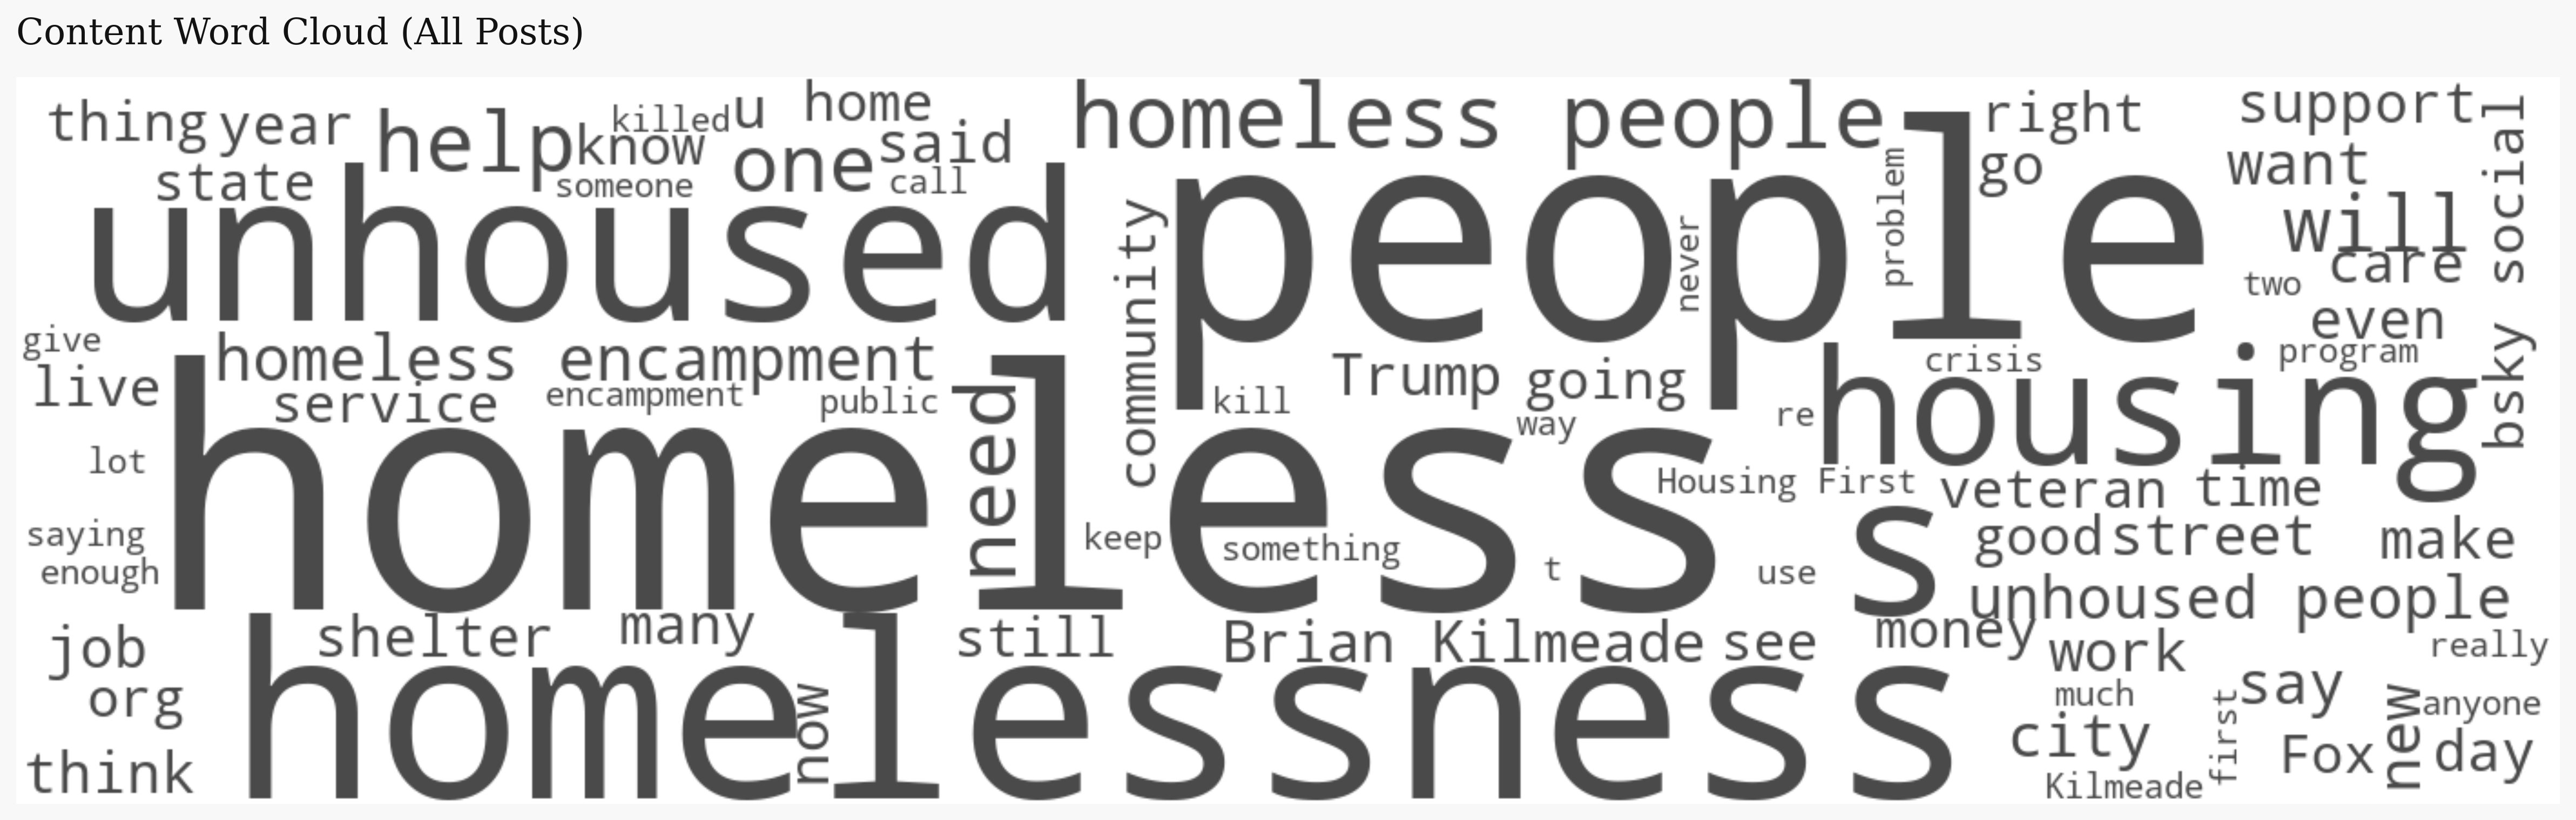 Content Word Cloud (All Posts)
thing
year
help
killed
u
home
homeless people
right
support
know
said
one
state
someone
call
go
want
bsky social
unhoused
people
problem
never
community
will
care
two
even
give
homeless encampment
live
service
encampment
public
need
kill
Trump
going
way
re
crisis
program
housing
lot
homeless
Housing First
veteran
time
saying
enough
keep
something
t
use
s
good
street
make
unhoused people
job
shelter
many
still
Brian Kilmeade
see
money
work
really
org
homelessness
now
much
say
anyone
think
city
first
Fox
new
day
Kilmeade